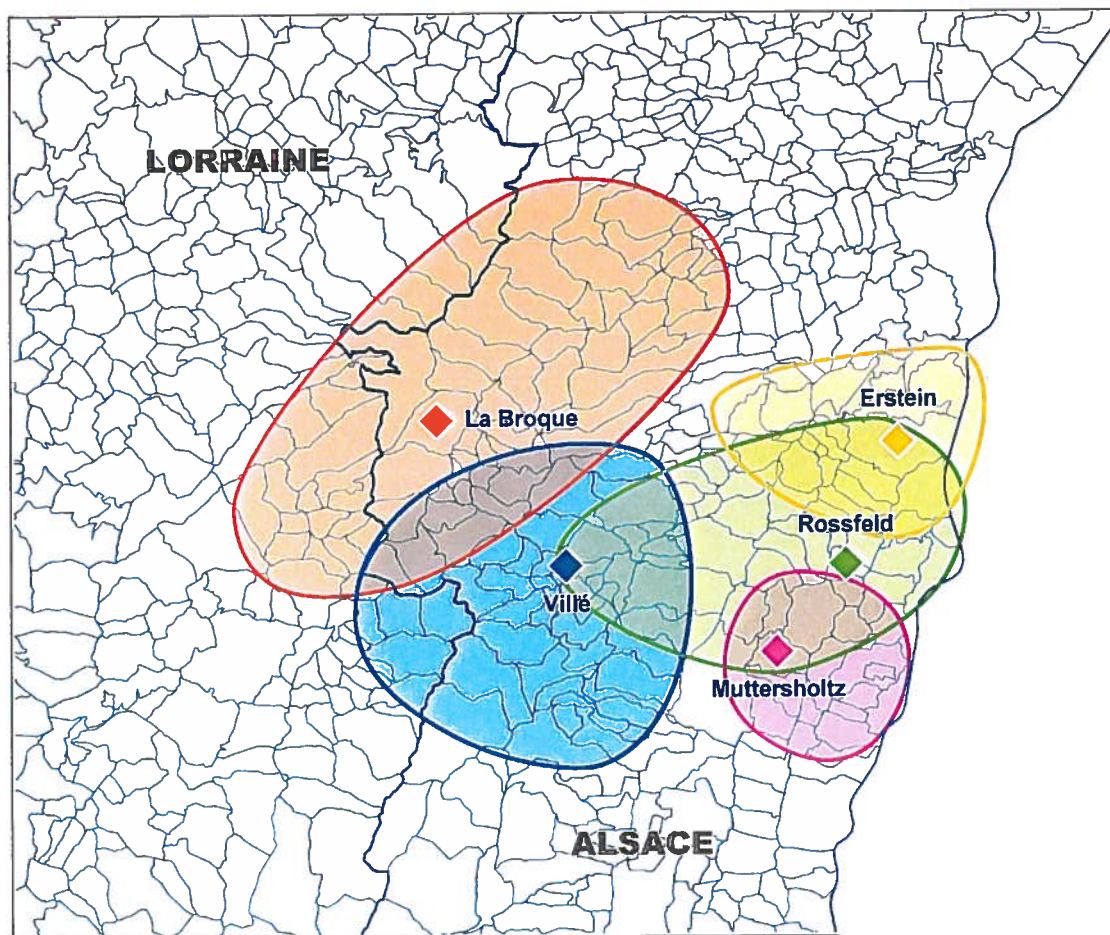 LORRAINE
Erstein
La Broque
Rossfeld
Villé
Muttersholtz
ALSACE